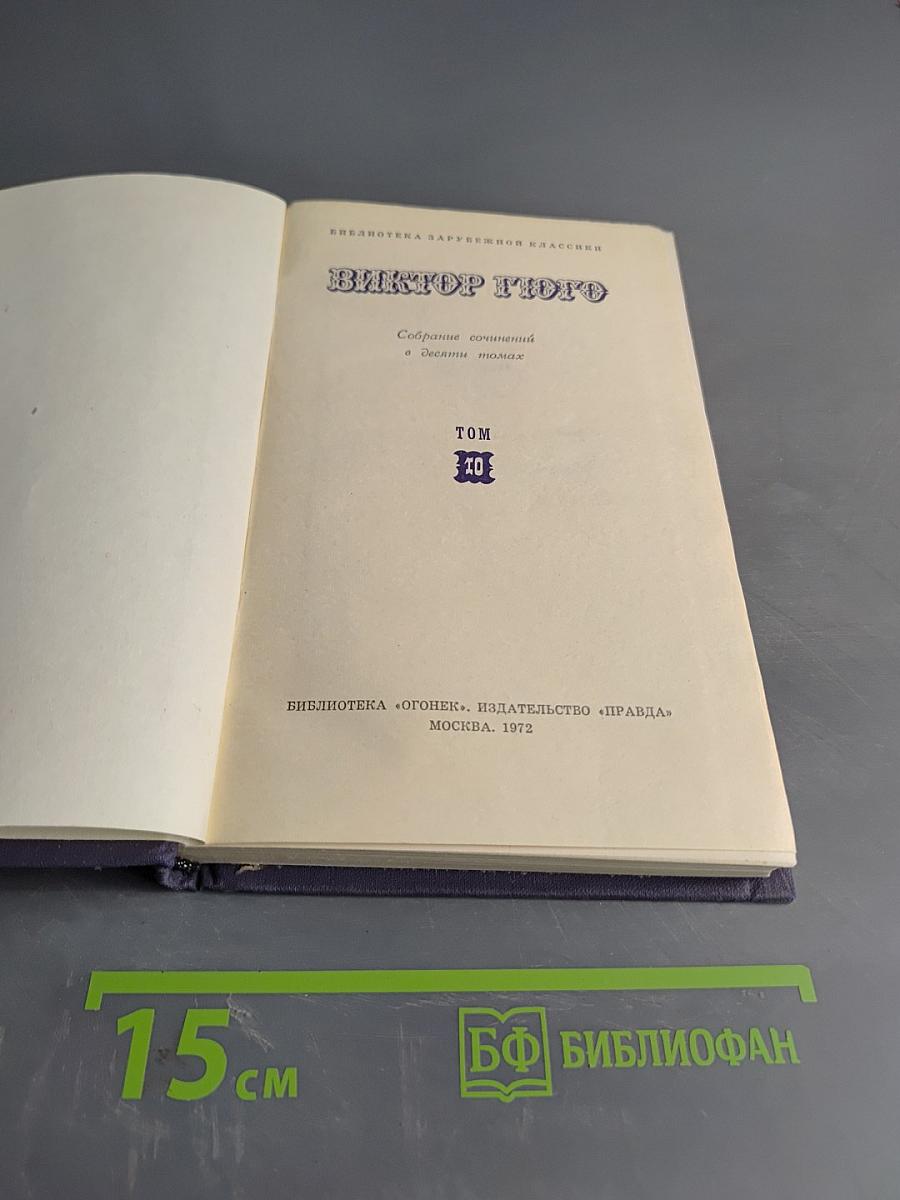 БИБЛИОТЕКА ЗАРУБЕЖНОЙ КЛАССИКИ
ВИКТОР ГЮГО
Собрание сочинений
в десяти томах
ТОМ
10
БИБЛИОТЕКА «ОГОНЕК». ИЗДАТЕЛЬСТВО «ПРАВДА»
МОСКВА. 1972
15 см
БФ БИБЛИОФАН